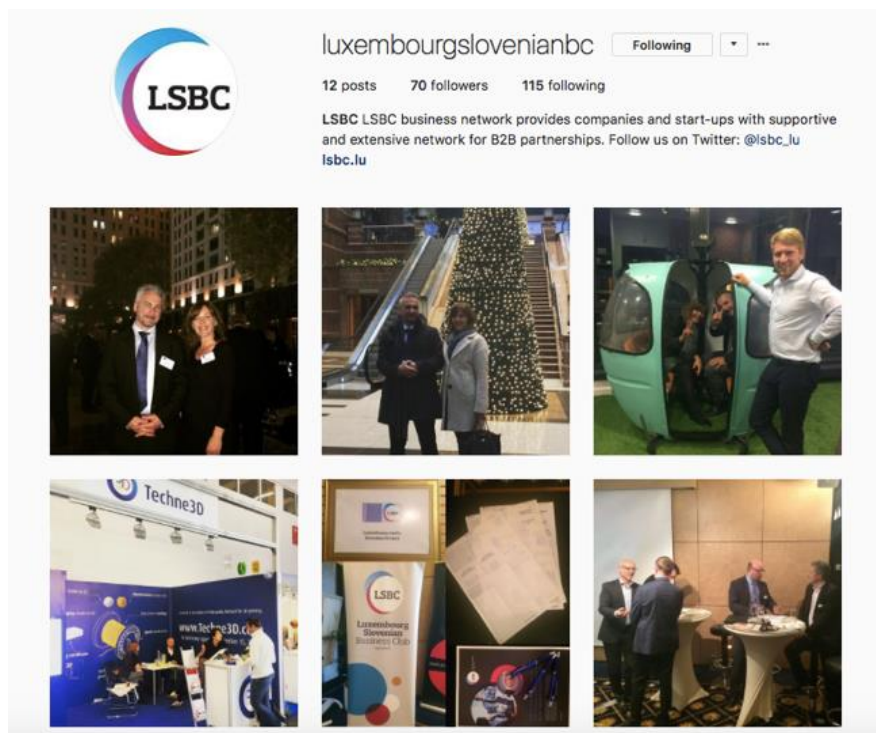 LSBC
luxembourgslovenianbc Following
12 posts 70 followers 115 following
LSBC LSBC business network provides companies and start-ups with supportive
and extensive network for B2B partnerships. Follow us on Twitter: @lsbc_lu
lsbc.lu
Techne3D
www.Techne3D.c
LSBC
Luxembourg
Slovenian
Business Club